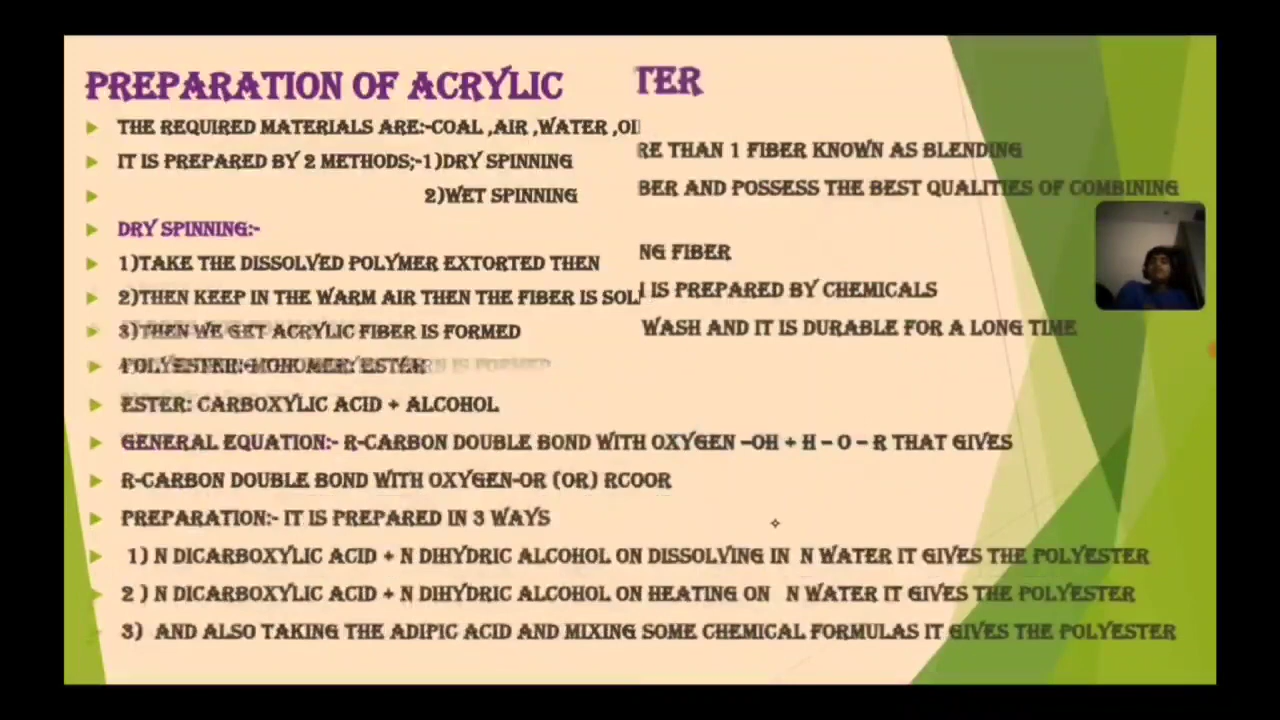 PREPARATION OF ACRYLIC
TER
THE REQUIRED MATERIALS ARE:-COAL ,AIR ,WATER ,OI
RE THAN 1 FIBER KNOWN AS BLENDING
IT IS PREPARED BY 2 METHODS;-1)DRY SPINNING
BER AND POSSESS THE BEST QUALITIES OF COMBINING
2)WET SPINNING
DRY SPINNING:-
NG FIBER
1)TAKE THE DISSOLVED POLYMER EXTORTED THEN
IS PREPARED BY CHEMICALS
2)THEN KEEP IN THE WARM AIR THEN THE FIBER IS SOL
WASH AND IT IS DURABLE FOR A LONG TIME
3)THEN WE GET ACRYLIC FIBER IS FORMED
POLYESTER:-MONOMER: ESTER
IS FORMED
ESTER: CARBOXYLIC ACID + ALCOHOL
GENERAL EQUATION:- R-CARBON DOUBLE BOND WITH OXYGEN –OH + H – O – R THAT GIVES
R-CARBON DOUBLE BOND WITH OXYGEN-OR (OR) RCOOR
PREPARATION:- IT IS PREPARED IN 3 WAYS
1) N DICARBOXYLIC ACID + N DIHYDRIC ALCOHOL ON DISSOLVING IN N WATER IT GIVES THE POLYESTER
2 ) N DICARBOXYLIC ACID + N DIHYDRIC ALCOHOL ON HEATING ON N WATER IT GIVES THE POLYESTER
3) AND ALSO TAKING THE ADIPIC ACID AND MIXING SOME CHEMICAL FORMULAS IT GIVES THE POLYESTER